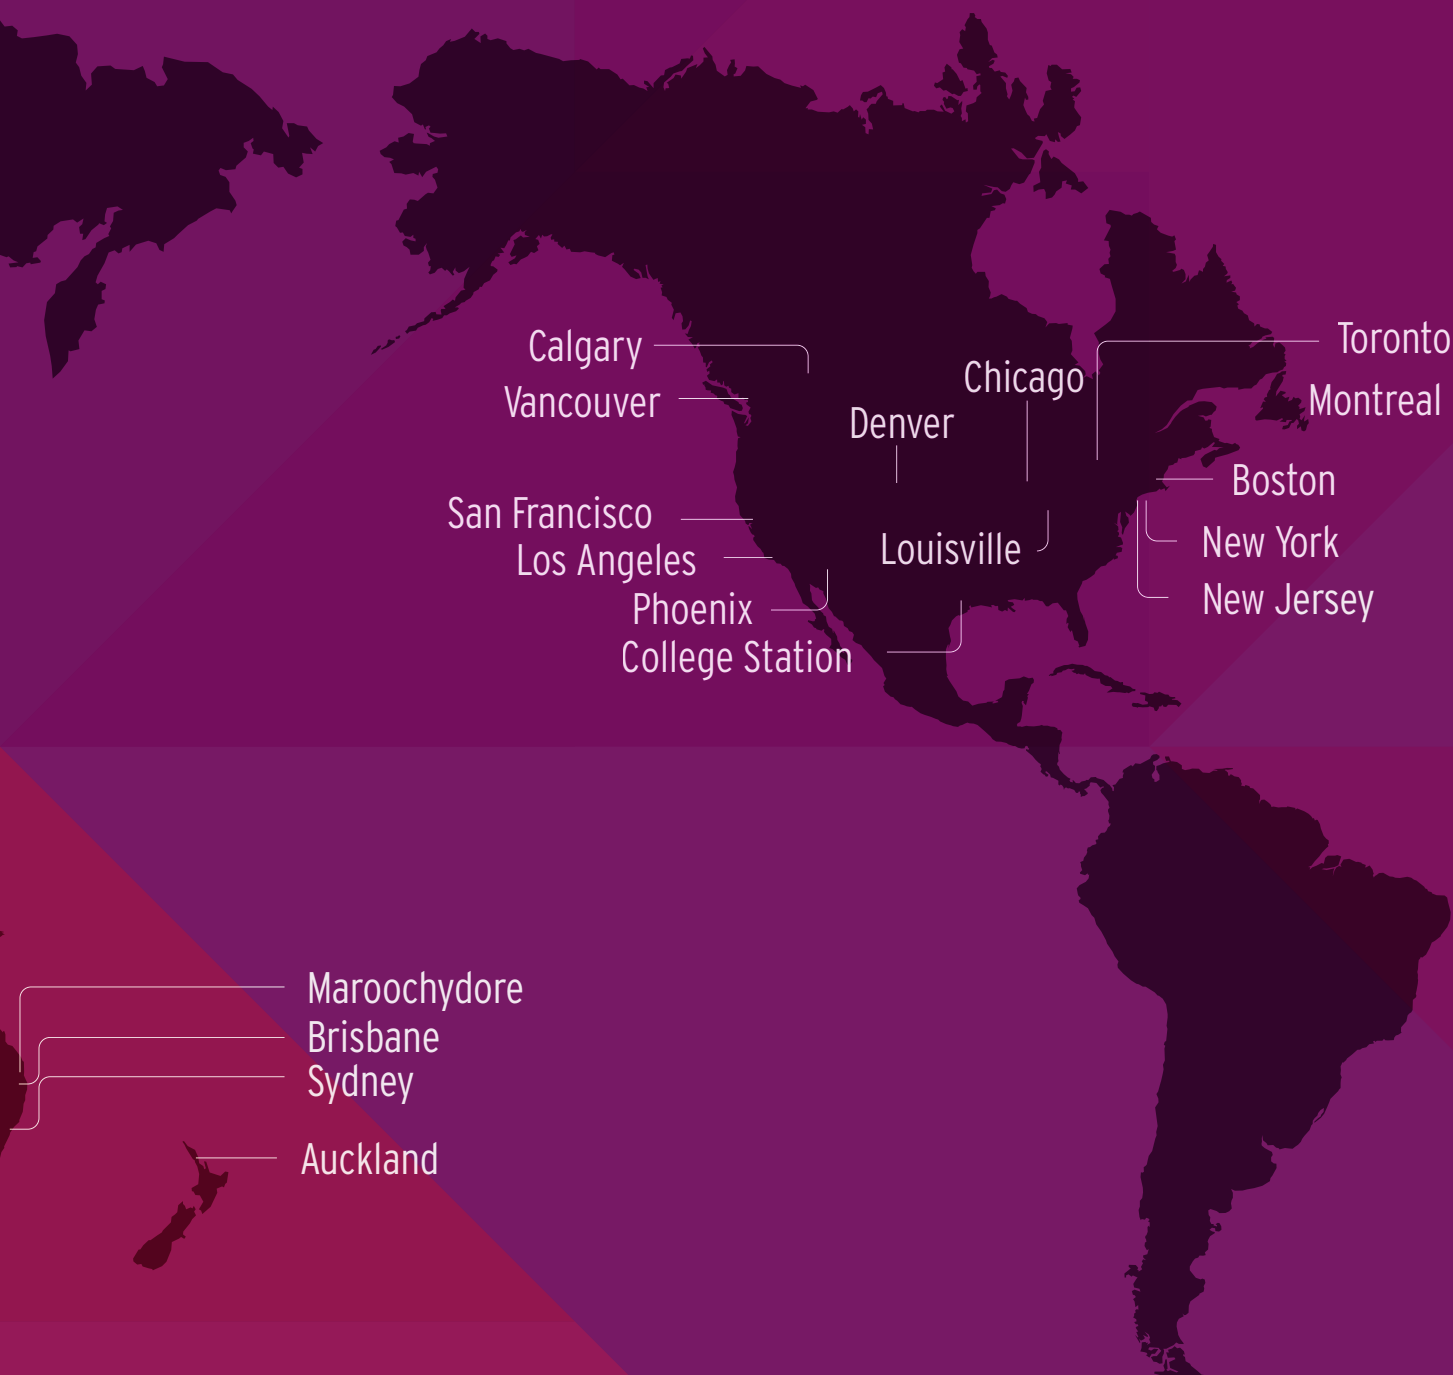 Toronto
Calgary
Chicago
Vancouver
Montreal
Denver
Boston
San Francisco
New York
Louisville
Los Angeles
New Jersey
Phoenix
College Station
Maroochydore
Brisbane
Sydney
Auckland